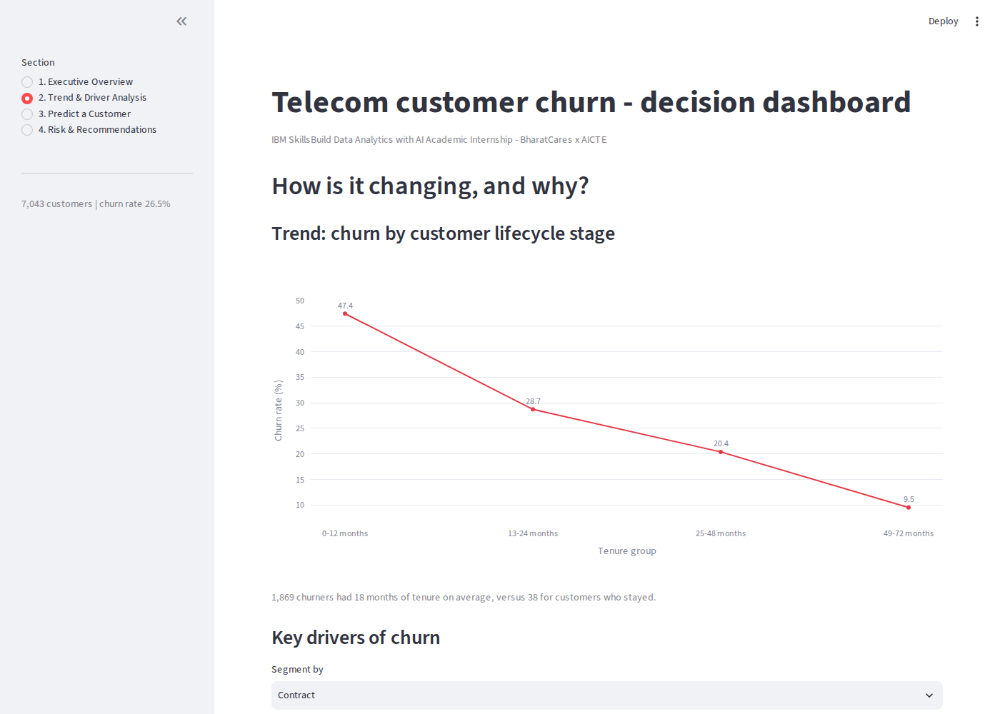 Deploy
Section
1. Executive Overview
2. Trend & Driver Analysis
3. Predict a Customer
4. Risk & Recommendations
7,043 customers | churn rate 26.5%
Telecom customer churn - decision dashboard
IBM SkillsBuild Data Analytics with AI Academic Internship - BharatCares x AICTE
How is it changing, and why?
Trend: churn by customer lifecycle stage
50
45
40
35
30
25
20
15
10
Churn rate (%)
47.4
28.7
20.4
9.5
0-12 months
13-24 months
25-48 months
49-72 months
Tenure group
1,869 churners had 18 months of tenure on average, versus 38 for customers who stayed.
Key drivers of churn
Segment by
Contract